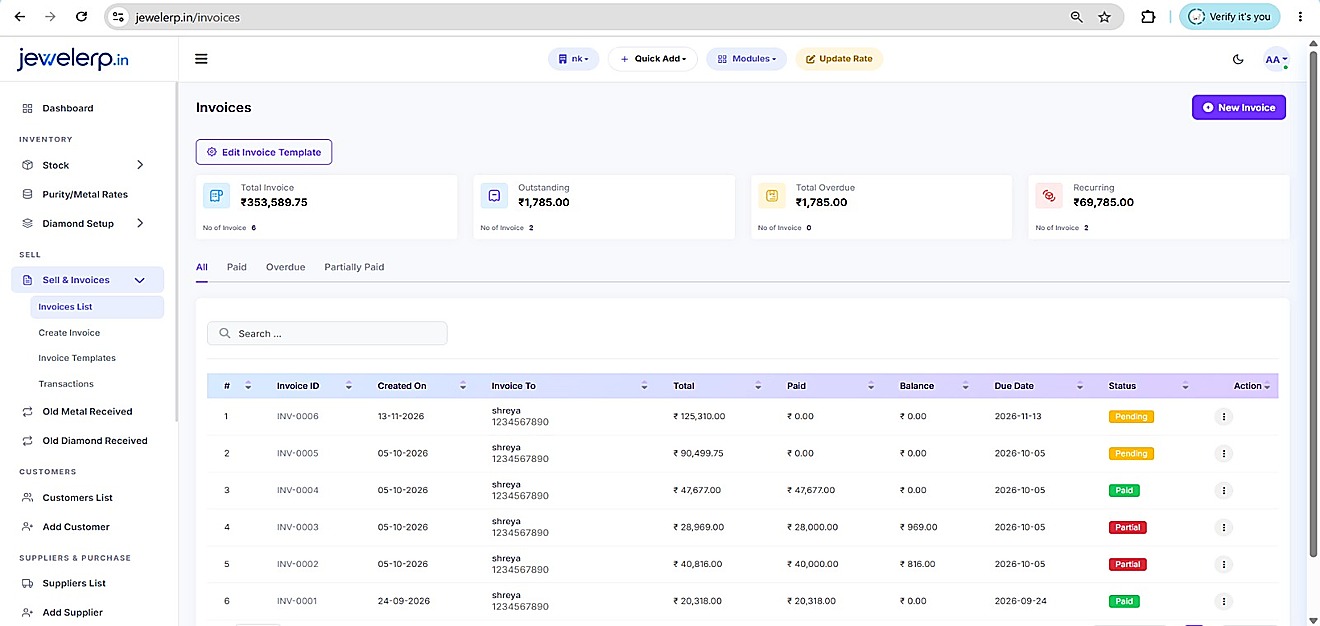 jewelerp.in/invoices
Verify it's you
jewelerp.in
nk
Quick Add
Modules
Update Rate
AA
Dashboard
INVENTORY
Stock
Purity/Metal Rates
Diamond Setup
SELL
Sell & Invoices
Invoices List
Create Invoice
Invoice Templates
Transactions
Old Metal Received
Old Diamond Received
CUSTOMERS
Customers List
Add Customer
SUPPLIERS & PURCHASE
Suppliers List
Add Supplier
Invoices
New Invoice
Edit Invoice Template
Total Invoice
₹353,589.75
No of Invoice 6
Outstanding
₹1,785.00
No of Invoice 2
Total Overdue
₹1,785.00
No of Invoice 0
Recurring
₹69,785.00
No of Invoice 2
All Paid Overdue Partially Paid
Search ...
# Invoice ID Created On Invoice To Total Paid Balance Due Date Status Action
1 INV-0006 13-11-2026 shreya ₹ 125,310.00 ₹ 0.00 ₹ 0.00 2026-11-13 Pending
1234567890
2 INV-0005 05-10-2026 shreya ₹ 90,499.75 ₹ 0.00 ₹ 0.00 2026-10-05 Pending
1234567890
3 INV-0004 05-10-2026 shreya ₹ 47,677.00 ₹ 47,677.00 ₹ 0.00 2026-10-05 Paid
1234567890
4 INV-0003 05-10-2026 shreya ₹ 28,969.00 ₹ 28,000.00 ₹ 969.00 2026-10-05 Partial
1234567890
5 INV-0002 05-10-2026 shreya ₹ 40,816.00 ₹ 40,000.00 ₹ 816.00 2026-10-05 Partial
1234567890
6 INV-0001 24-09-2026 shreya ₹ 20,318.00 ₹ 20,318.00 ₹ 0.00 2026-09-24 Paid
1234567890